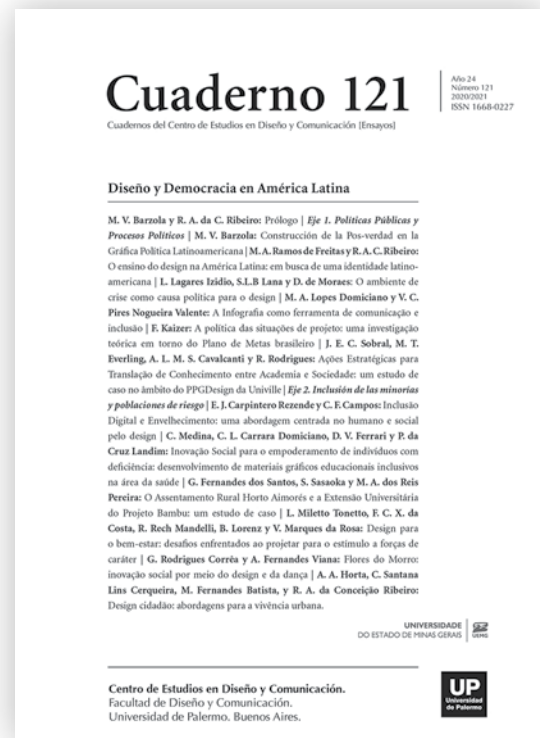 Cuaderno 121
Cuadernos del Centro de Estudios en Diseño y Comunicación [Ensayos]
Año 24
Número 121
2020/2021
ISSN 1668-0227
Diseño y Democracia en América Latina
M. V. Barzola y R. A. da C. Ribeiro: Prólogo | Eje 1. Políticas Públicas y
Procesos Políticos | M. V. Barzola: Construcción de la Pos-verdad en la
Gráfica Política Latinoamericana | M. A. Ramos de Freitas y R. A. C. Ribeiro:
O ensino do design na América Latina: em busca de uma identidade latino-
americana | L. Lagares Izidio, S.L.B Lana y D. de Moraes: O ambiente de
crise como causa política para o design | M. A. Lopes Domiciano y V. C.
Pires Nogueira Valente: A Infografia como ferramenta de comunicação e
inclusão | F. Kaizer: A política das situações de projeto: uma investigação
teórica em torno do Plano de Metas brasileiro | J. E. C. Sobral, M. T.
Everling, A. L. M. S. Cavalcanti y R. Rodrigues: Ações Estratégicas para
Translação de Conhecimento entre Academia e Sociedade: um estudo de
caso no âmbito do PPGDesign da Univille | Eje 2. Inclusión de las minorías
y poblaciones de riesgo | E. J. Carpintero Rezende y C. F. Campos: Inclusão
Digital e Envelhecimento: uma abordagem centrada no humano e social
pelo design | C. Medina, C. L. Carrara Domiciano, D. V. Ferrari y P. da
Cruz Landim: Inovação Social para o empoderamento de indivíduos com
deficiência: desenvolvimento de materiais gráficos educacionais inclusivos
na área da saúde | G. Fernandes dos Santos, S. Sasaoka y M. A. dos Reis
Pereira: O Assentamento Rural Horto Aimorés e a Extensão Universitária
do Projeto Bambu: um estudo de caso | L. Miletto Tonetto, F. C. X. da
Costa, R. Rech Mandelli, B. Lorenz y V. Marques da Rosa: Design para
o bem-estar: desafios enfrentados ao projetar para o estímulo a forças de
caráter | G. Rodrigues Corrêa y A. Fernandes Viana: Flores do Morro:
inovação social por meio do design e da dança | A. A. Horta, C. Santana
Lins Cerqueira, M. Fernandes Batista, y R. A. da Conceição Ribeiro:
Design cidadão: abordagens para a vivência urbana.
UNIVERSIDADE
DO ESTADO DE MINAS GERAIS
UEMG
Centro de Estudios en Diseño y Comunicación.
Facultad de Diseño y Comunicación.
Universidad de Palermo. Buenos Aires.
UP
Universidad
de Palermo